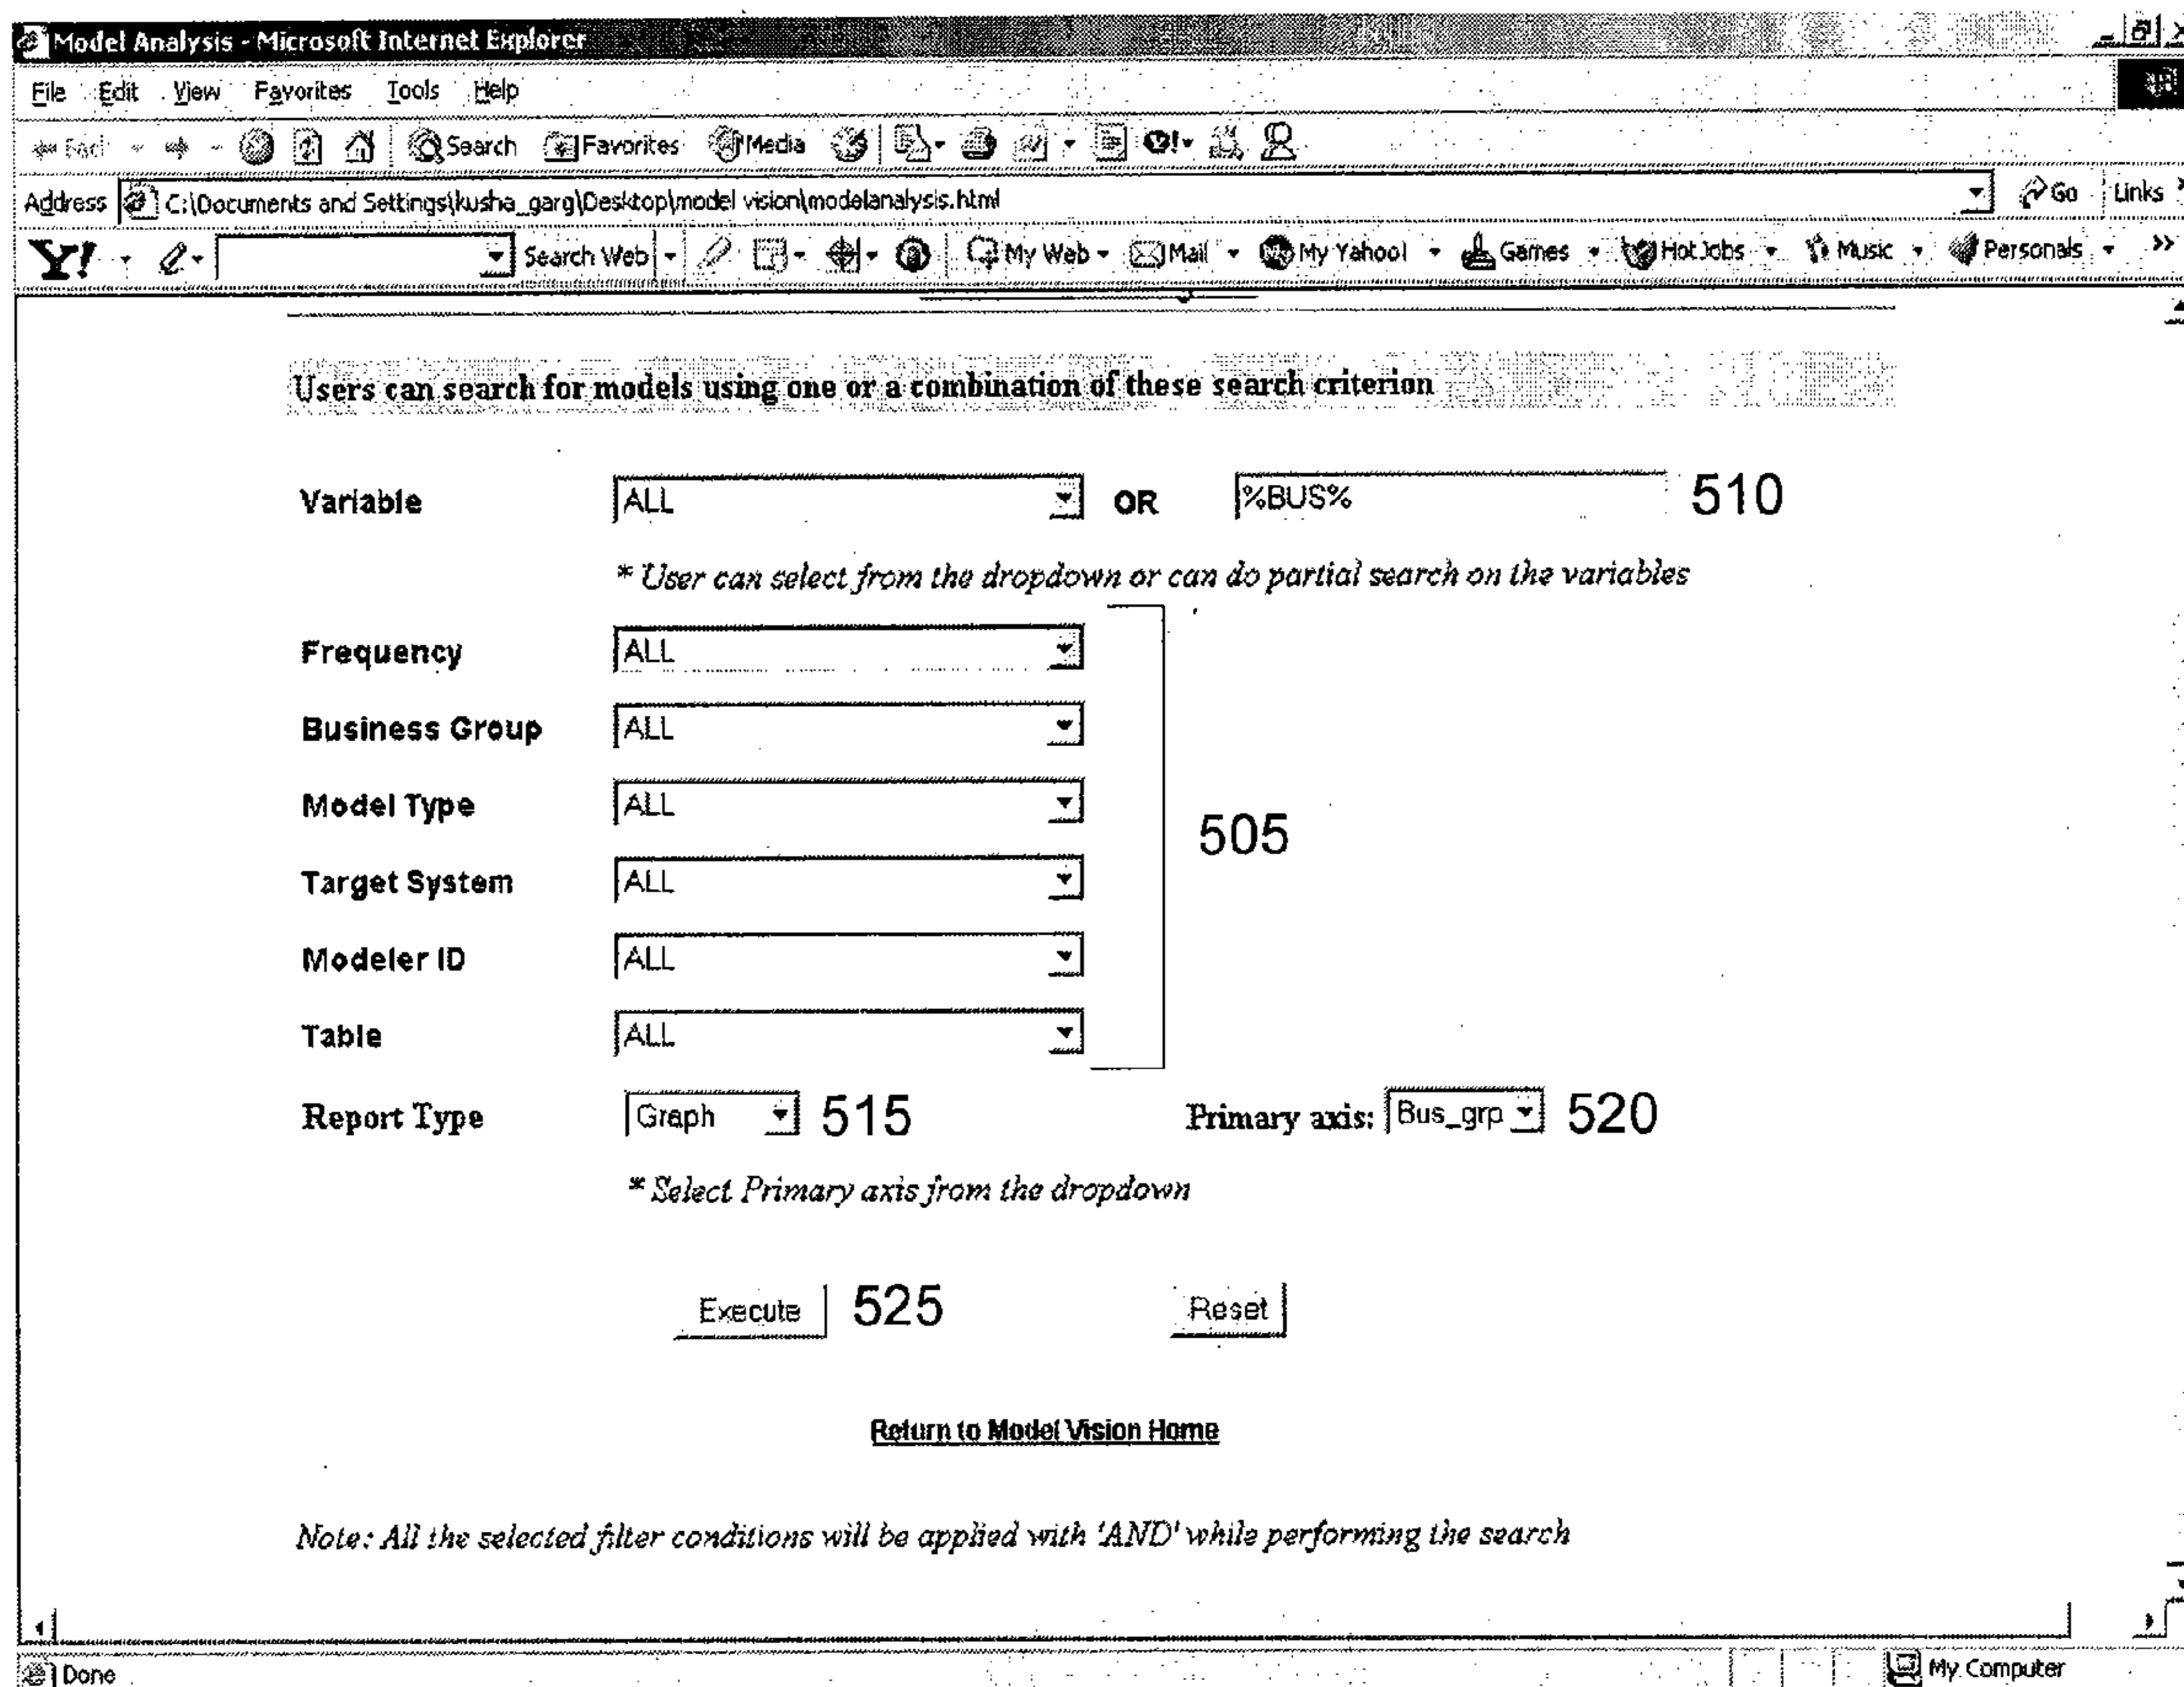 Model Analysis - Microsoft Internet Explorer
File Edit View Favorites Tools Help
Search Favorites Media
Address C:\Documents and Settings\kusha_garg\Desktop\model vision\modelanalysis.html Go Links
Y! Search Web My Web Mail My Yahoo! Games HotJobs Music Personals >>
Users can search for models using one or a combination of these search criterion
Variable ALL OR %BUS% 510
* User can select from the dropdown or can do partial search on the variables
Frequency ALL
Business Group ALL
Model Type ALL
505
Target System ALL
Modeler ID ALL
Table ALL
Report Type Graph 515 Primary axis: Bus_grp 520
* Select Primary axis from the dropdown
Execute 525 Reset
Return to Model Vision Home
Note: All the selected filter conditions will be applied with 'AND' while performing the search
Done My Computer